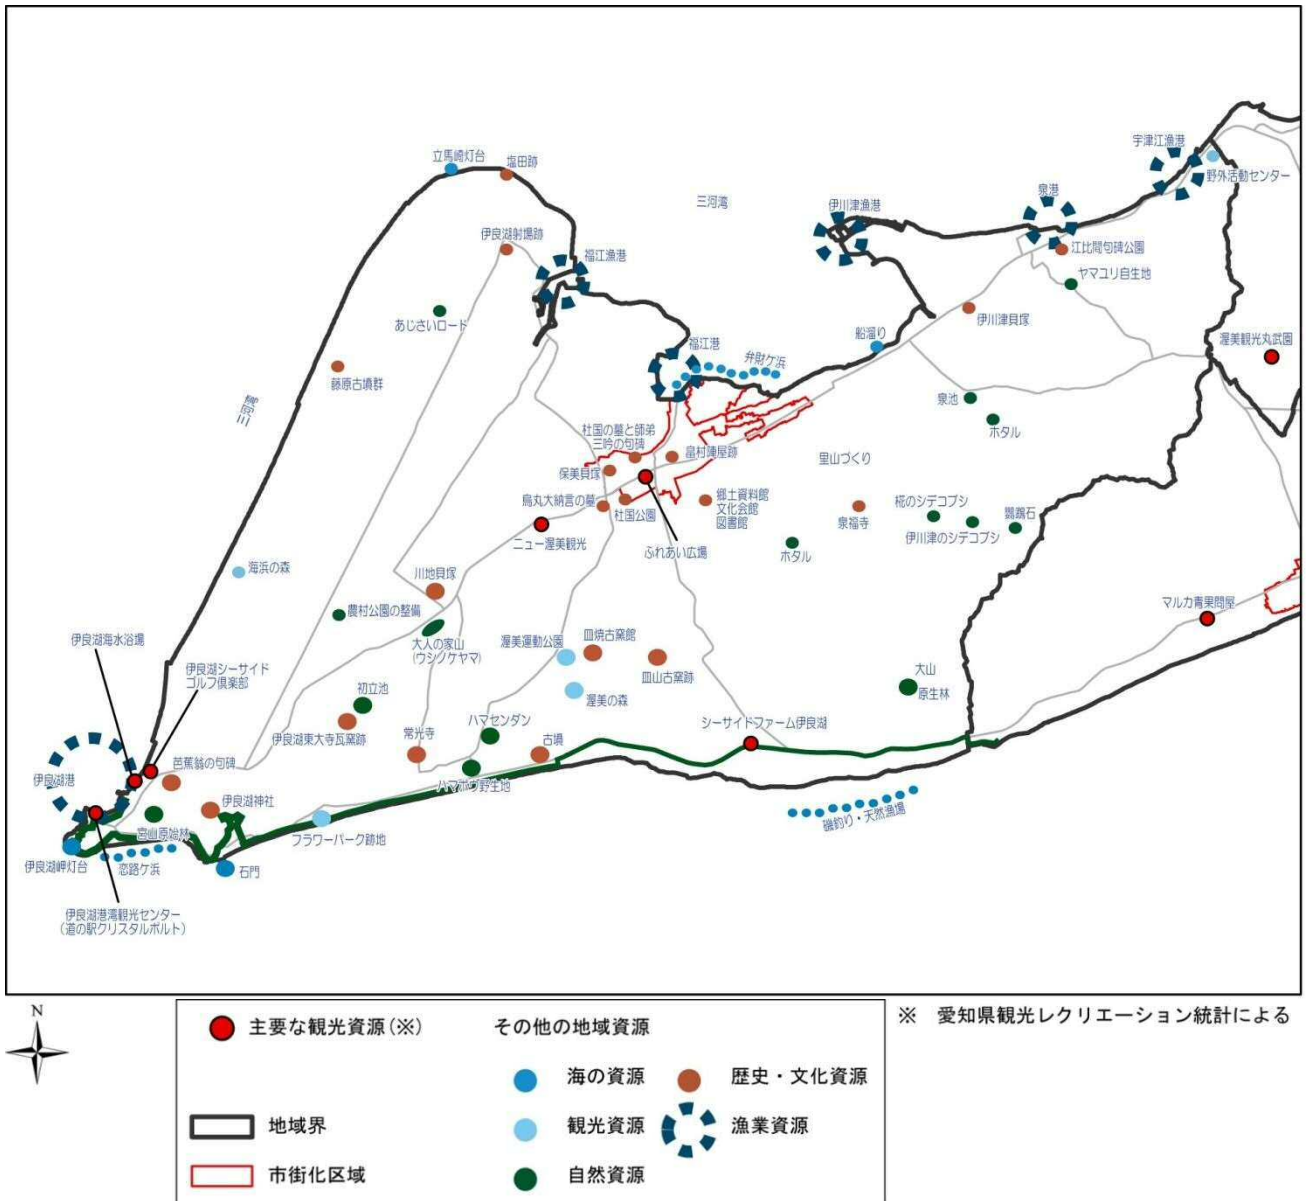 宇津江漁港
野外活動センター
立馬崎灯台
塩田跡
泉港
三河湾
伊川津漁港
伊良湖射場跡
江比間句碑公園
福江漁港
ヤマユリ自生地
あじさいロード
伊川津貝塚
船溜り
渥美観光丸武園
福江港
弁財ケ浜
藤原古墳群
三河湾
泉池
杜国の墓と師弟
三吟の句碑
ホタル
畠村陣屋跡
里山づくり
保美貝塚
烏丸大納言の墓
杜国公園
郷土資料館
文化会館
図書館
泉福寺
椛のシデコブシ
鸚鵡石
伊川津のシデコブシ
ニュー渥美観光
ふれあい広場
ホタル
海浜の森
川地貝塚
農村公園の整備
マルカ青果問屋
伊良湖海水浴場
大人の家山
(ウシノケヤマ)
渥美運動公園
皿焼古窯館
伊良湖シーサイド
ゴルフ倶楽部
皿山古窯跡
大山
原生林
初立池
渥美の森
ハマセンダン
シーサイドファーム伊良湖
伊良湖東大寺瓦窯跡
常光寺
古墳
芭蕉翁の句碑
伊良湖港
ハマボウ野生地
伊良湖神社
磯釣り・天然漁場
宮山原始林
フラワーパーク跡地
伊良湖岬灯台
恋路ケ浜
石門
伊良湖港湾観光センター
(道の駅クリスタルポルト)
N
主要な観光資源(※)
その他の地域資源
※ 愛知県観光レクリエーション統計による
海の資源
歴史・文化資源
地域界
観光資源
漁業資源
市街化区域
自然資源